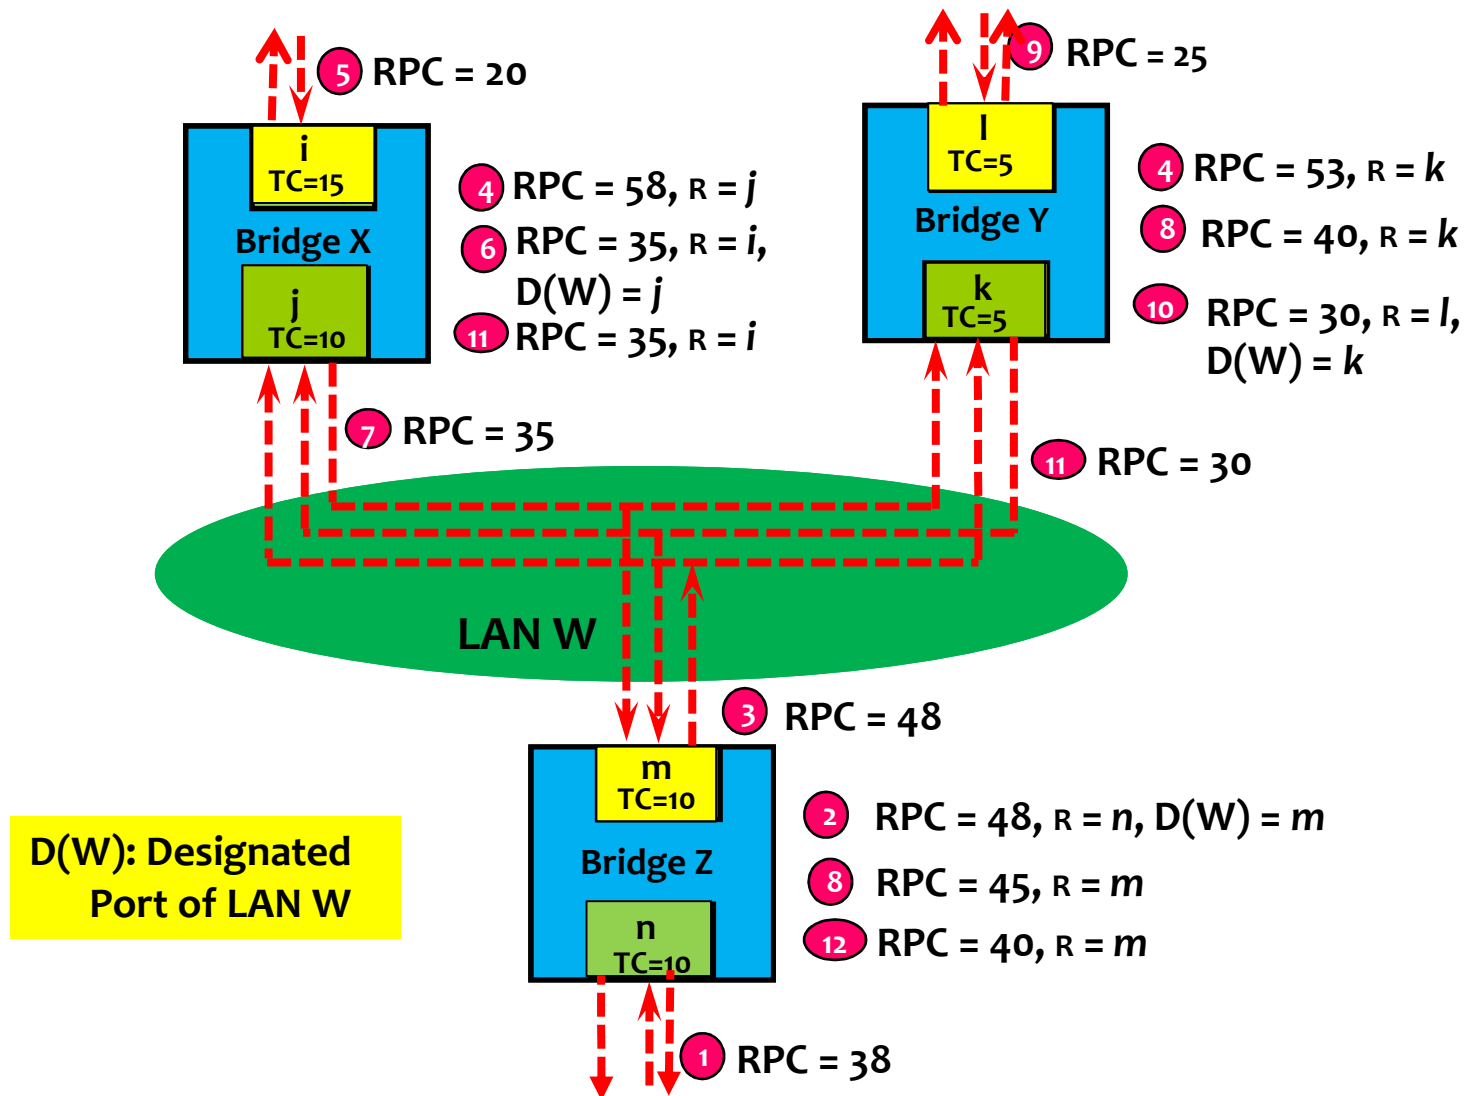 5 RPC = 20
i
TC=15
Bridge X
j
TC=10
4 RPC = 58, R = j
6 RPC = 35, R = i,
D(W) = j
11 RPC = 35, R = i
7 RPC = 35
9 RPC = 25
l
TC=5
Bridge Y
k
TC=5
4 RPC = 53, R = k
8 RPC = 40, R = k
10 RPC = 30, R = l,
D(W) = k
11 RPC = 30
LAN W
3 RPC = 48
m
TC=10
Bridge Z
n
TC=10
2 RPC = 48, R = n, D(W) = m
8 RPC = 45, R = m
12 RPC = 40, R = m
1 RPC = 38
D(W): Designated
Port of LAN W